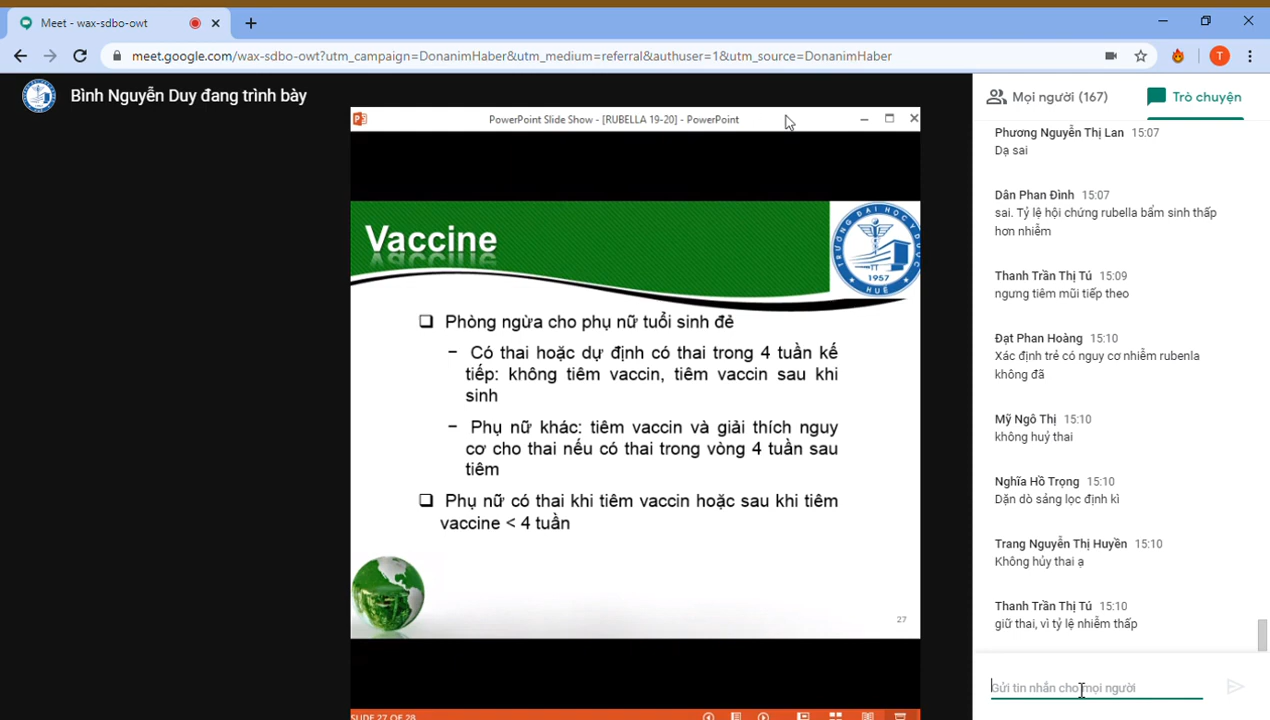 Meet - wax-sdbo-owt
meet.google.com/wax-sdbo-owt?utm_campaign=DonanimHaber&utm_medium=referral&authuser=1&utm_source=DonanimHaber
T
Bình Nguyễn Duy đang trình bày
PowerPoint Slide Show - [RUBELLA 19-20] - PowerPoint
Vaccine
TRƯỜNG ĐẠI HỌC Y DƯỢC
1957
HUẾ
Phòng ngừa cho phụ nữ tuổi sinh đẻ
- Có thai hoặc dự định có thai trong 4 tuần kế
tiếp: không tiêm vaccin, tiêm vaccin sau khi
sinh
- Phụ nữ khác: tiêm vaccin và giải thích nguy
cơ cho thai nếu có thai trong vòng 4 tuần sau
tiêm
Phụ nữ có thai khi tiêm vaccin hoặc sau khi tiêm
vaccine < 4 tuần
27
SLIDE 27 OF 28
Mọi người (167)
Trò chuyện
Phương Nguyễn Thị Lan 15:07
Dạ sai
Dân Phan Đình 15:07
sai. Tỷ lệ hội chứng rubella bẩm sinh thấp
hơn nhiễm
Thanh Trần Thị Tú 15:09
ngưng tiêm mũi tiếp theo
Đạt Phan Hoàng 15:10
Xác định trẻ có nguy cơ nhiễm rubenla
không đã
Mỹ Ngô Thị 15:10
không huỷ thai
Nghĩa Hồ Trọng 15:10
Dặn dò sảng lọc định kì
Trang Nguyễn Thị Huyền 15:10
Không hủy thai ạ
Thanh Trần Thị Tú 15:10
giữ thai, vì tỷ lệ nhiễm thấp
Gửi tin nhắn cho mọi người